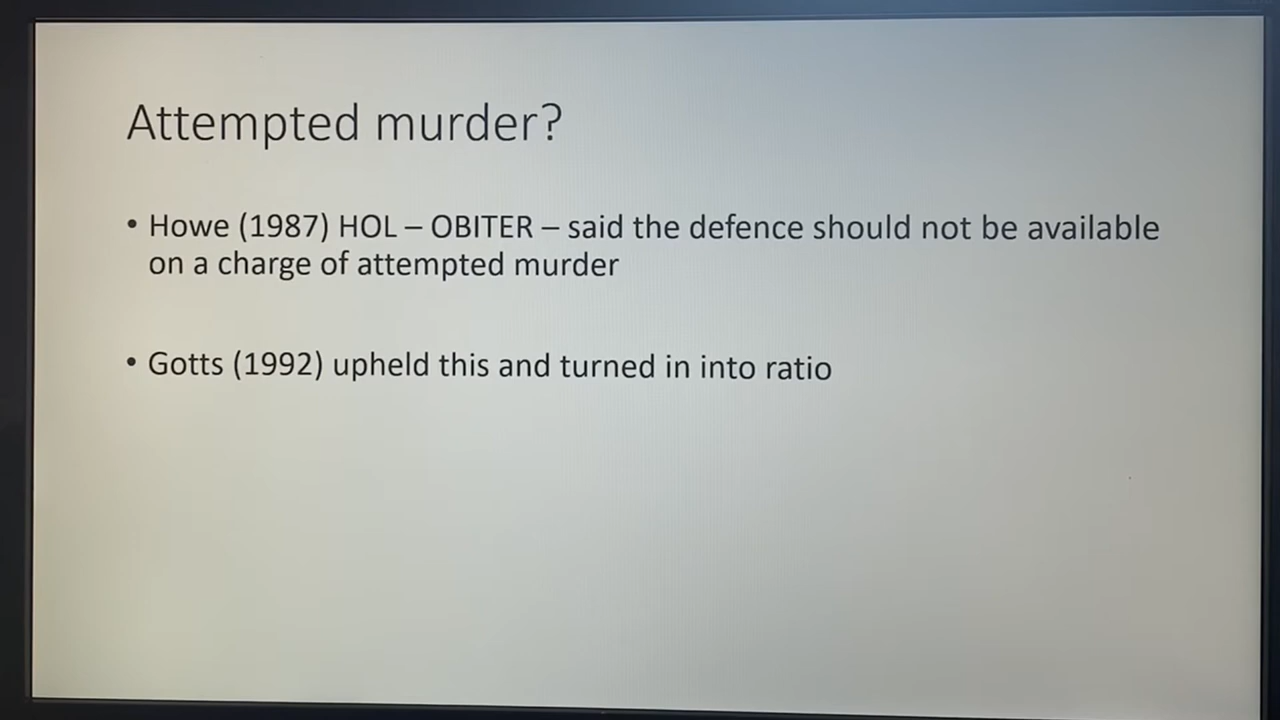 Attempted murder?
• Howe (1987) HOL – OBITER – said the defence should not be available
on a charge of attempted murder
• Gotts (1992) upheld this and turned in into ratio